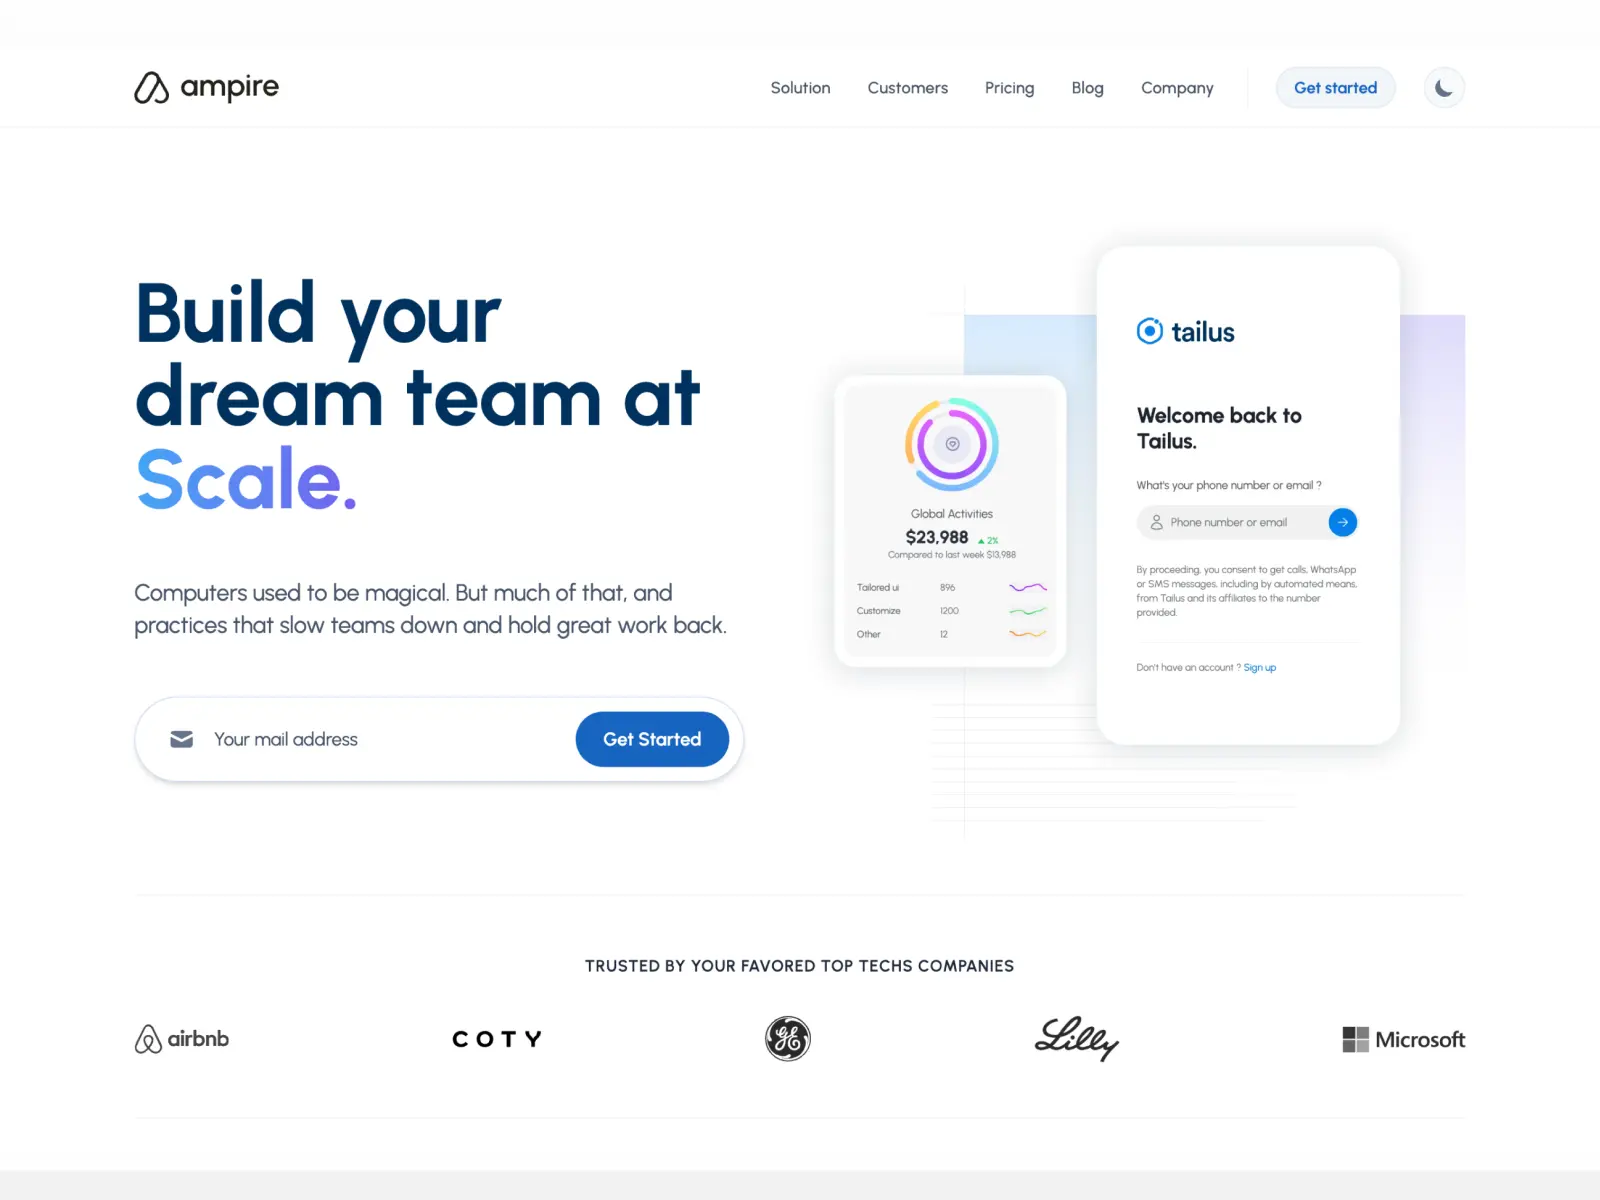 ampire
Solution
Customers
Pricing
Blog
Company
Get started
Build your
dream team at
Scale.
Computers used to be magical. But much of that, and
practices that slow teams down and hold great work back.
Your mail address
Get Started
Global Activities
$23,988 ▲ 2%
Compared to last week $13,988
Tailored ui 896
Customize 1200
Other 12
tailus
Welcome back to
Tailus.
What's your phone number or email ?
Phone number or email
By proceeding, you consent to get calls, WhatsApp
or SMS messages, including by automated means,
from Tailus and its affiliates to the number
provided.
Don't have an account ? Sign up
TRUSTED BY YOUR FAVORED TOP TECHS COMPANIES
airbnb
COTY
GE
Lilly
Microsoft